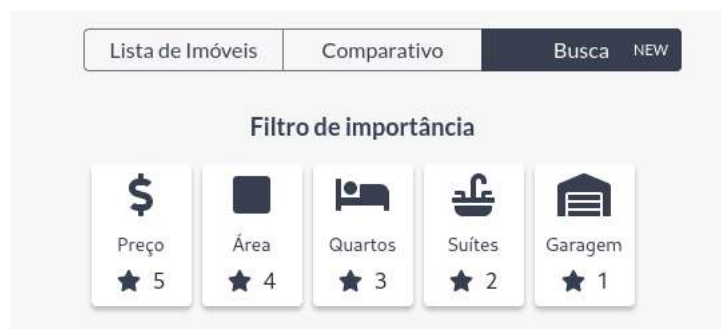 Lista de Imóveis Comparativo Busca NEW
Filtro de importância
Preço Área Quartos Suítes Garagem
5 4 3 2 1